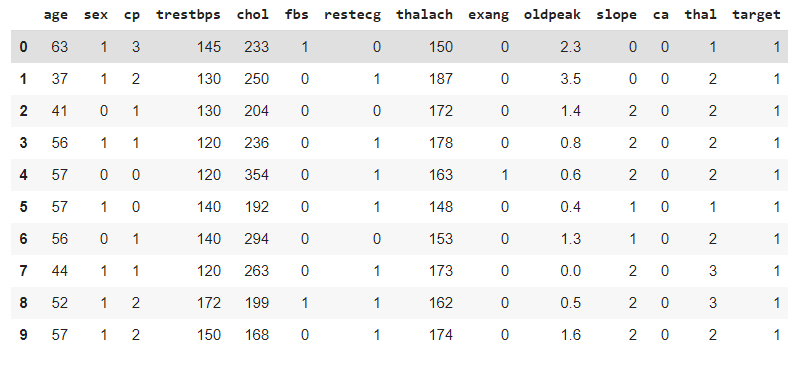 age sex cp trestbps chol fbs restecg thalach exang oldpeak slope ca thal target
0 63 1 3 145 233 1 0 150 0 2.3 0 0 1 1
1 37 1 2 130 250 0 1 187 0 3.5 0 0 2 1
2 41 0 1 130 204 0 0 172 0 1.4 2 0 2 1
3 56 1 1 120 236 0 1 178 0 0.8 2 0 2 1
4 57 0 0 120 354 0 1 163 1 0.6 2 0 2 1
5 57 1 0 140 192 0 1 148 0 0.4 1 0 1 1
6 56 0 1 140 294 0 0 153 0 1.3 1 0 2 1
7 44 1 1 120 263 0 1 173 0 0.0 2 0 3 1
8 52 1 2 172 199 1 1 162 0 0.5 2 0 3 1
9 57 1 2 150 168 0 1 174 0 1.6 2 0 2 1